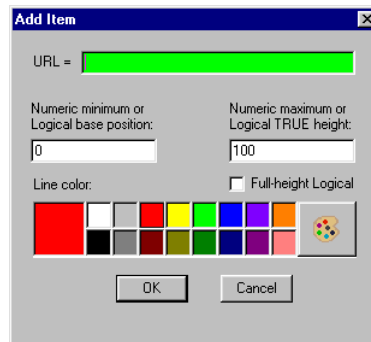 Add Item
URL =
Numeric minimum or
Logical base position:
Numeric maximum or
Logical TRUE height:
0
100
Line color:
Full-height Logical
OK
Cancel